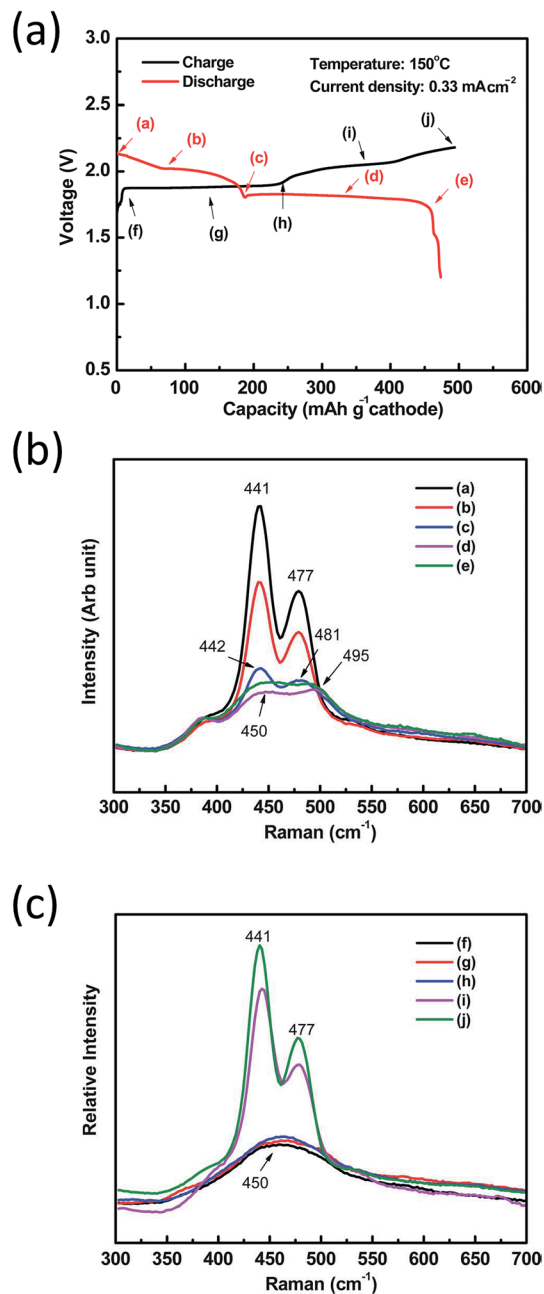 (a)
3.0
2.5
2.0
1.5
1.0
0.5
Voltage (V)
Charge
Discharge
Temperature: 150°C
Current density: 0.33 mAcm⁻²
(a)
(b)
(c)
(d)
(e)
(f)
(g)
(h)
(i)
(j)
0 100 200 300 400 500 600
Capacity (mAh g⁻¹cathode)
(b)
Intensity (Arb unit)
441
477
442
481
495
450
(a)
(b)
(c)
(d)
(e)
300 350 400 450 500 550 600 650 700
Raman (cm⁻¹)
(c)
Relative Intensity
441
477
450
(f)
(g)
(h)
(i)
(j)
300 350 400 450 500 550 600 650 700
Raman (cm⁻¹)